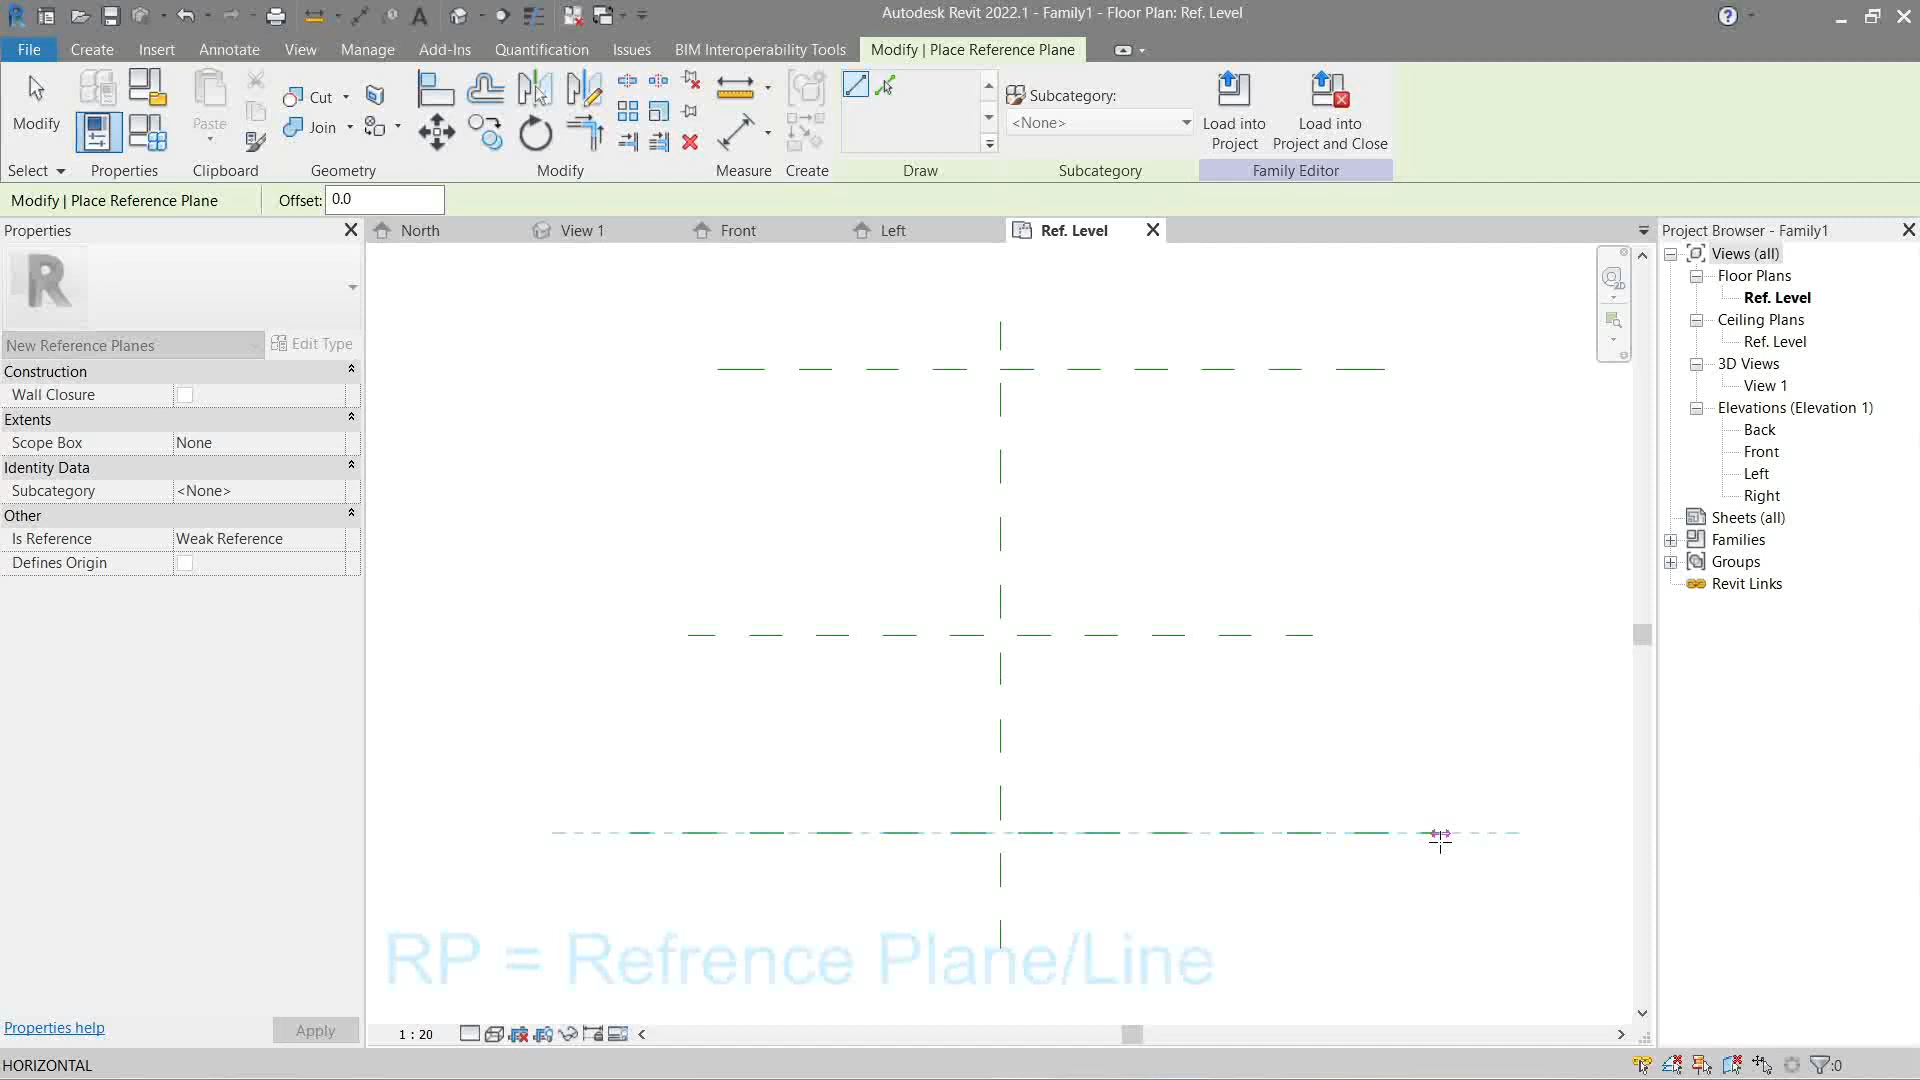 Autodesk Revit 2022.1 - Family1 - Floor Plan: Ref. Level
File Create Insert Annotate View Manage Add-Ins Quantification Issues BIM Interoperability Tools Modify | Place Reference Plane
Modify
Paste
Cut
Join
Subcategory:
<None>
Load into Project
Load into Project and Close
Select Properties Clipboard Geometry Modify Measure Create Draw Subcategory Family Editor
Modify | Place Reference Plane Offset: 0.0
Properties
North View 1 Front Left Ref. Level
Project Browser - Family1
R
New Reference Planes Edit Type
Construction
Wall Closure
Extents
Scope Box None
Identity Data
Subcategory <None>
Other
Is Reference Weak Reference
Defines Origin
2D
Views (all)
Floor Plans
Ref. Level
Ceiling Plans
Ref. Level
3D Views
View 1
Elevations (Elevation 1)
Back
Front
Left
Right
Sheets (all)
Families
Groups
Revit Links
RP = Refrence Plane/Line
Properties help Apply
1 : 20
HORIZONTAL
:0